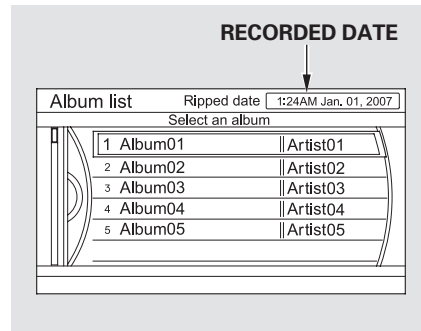 RECORDED DATE
Album list Ripped date 1:24AM Jan. 01, 2007
Select an album
1 Album01 Artist01
2 Album02 Artist02
3 Album03 Artist03
4 Album04 Artist04
5 Album05 Artist05